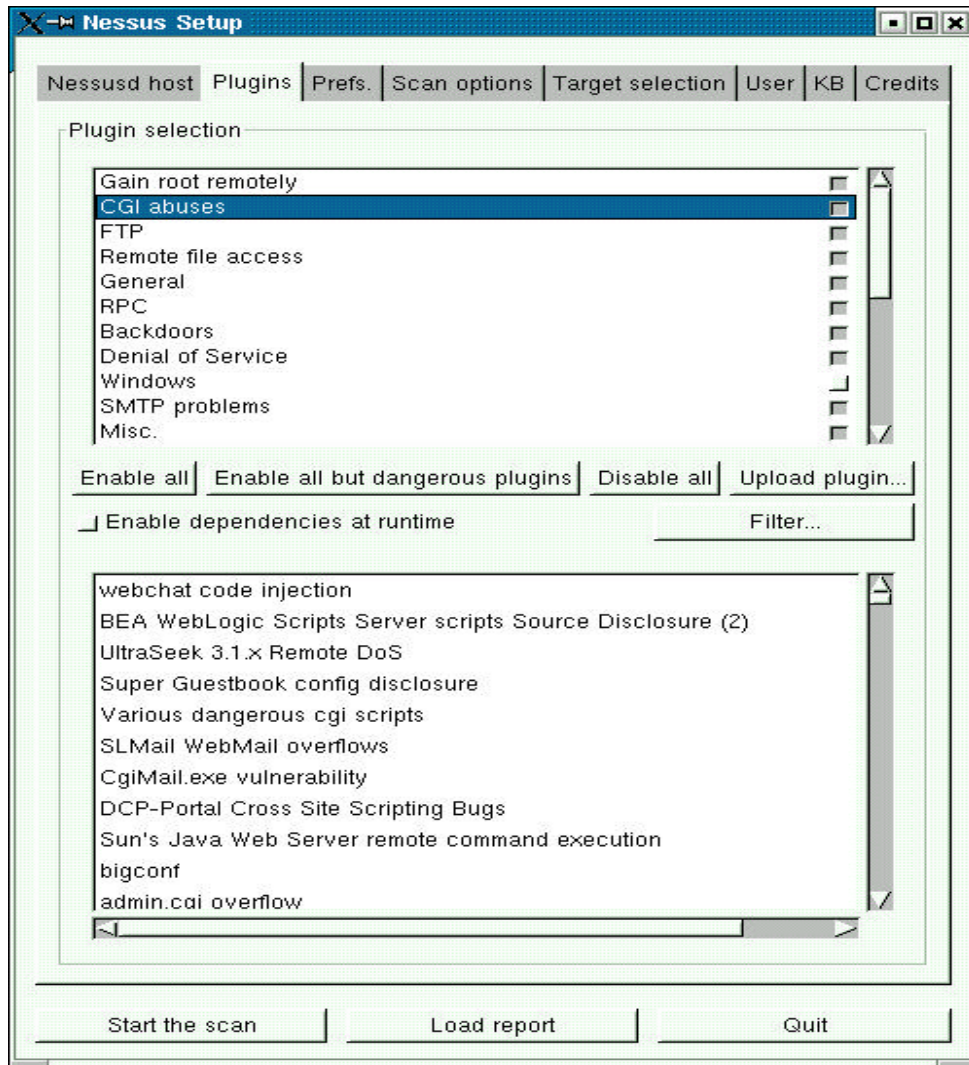 Nessus Setup
Nessusd host Plugins Prefs. Scan options Target selection User KB Credits
Plugin selection
Gain root remotely
CGI abuses
FTP
Remote file access
General
RPC
Backdoors
Denial of Service
Windows
SMTP problems
Misc.
Enable all Enable all but dangerous plugins Disable all Upload plugin...
Enable dependencies at runtime Filter...
webchat code injection
BEA WebLogic Scripts Server scripts Source Disclosure (2)
UltraSeek 3.1.x Remote DoS
Super Guestbook config disclosure
Various dangerous cgi scripts
SLMail WebMail overflows
CgiMail.exe vulnerability
DCP-Portal Cross Site Scripting Bugs
Sun's Java Web Server remote command execution
bigconf
admin.cgi overflow
Start the scan Load report Quit